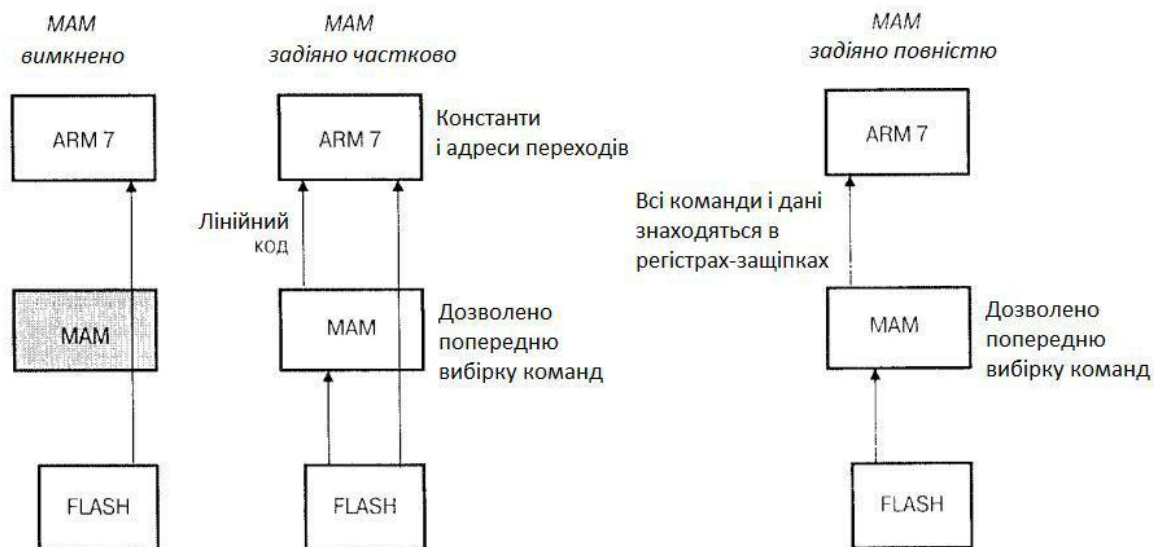 МАМ
вимкнено
ARM 7
МАМ
FLASH
МАМ
задіяно частково
ARM 7
Константи
і адреси переходів
Лінійний
код
МАМ
Дозволено
попередню
вибірку команд
FLASH
МАМ
задіяно повністю
ARM 7
Всі команди і дані
знаходяться в
регістрах-защіпках
МАМ
Дозволено
попередню
вибірку команд
FLASH